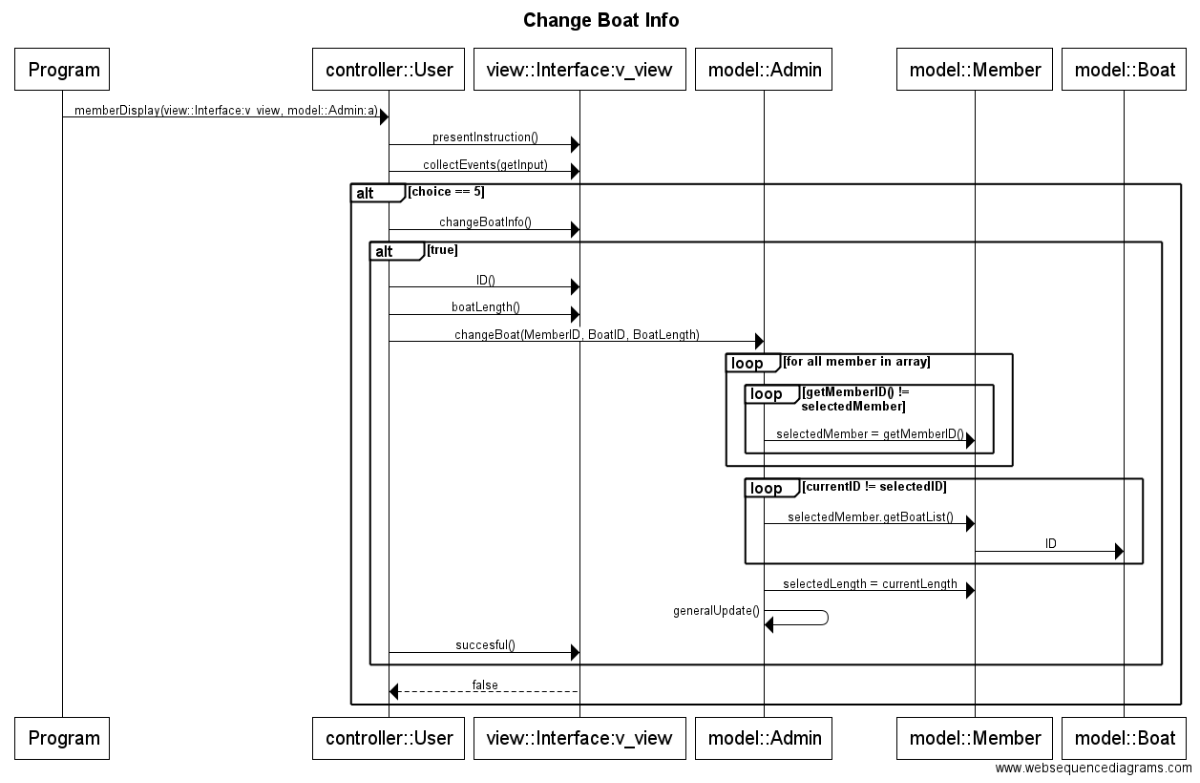 Change Boat Info
Program
controller::User
view::Interface:v_view
model::Admin
model::Member
model::Boat
memberDisplay(view::Interface:v_view, model::Admin:a)
presentInstruction()
collectEvents(getInput)
alt
[choice == 5]
changeBoatInfo()
alt
[true]
ID()
boatLength()
changeBoat(MemberID, BoatID, BoatLength)
loop
[for all member in array]
loop
[getMemberID() !=
selectedMember]
selectedMember = getMemberID()
loop
[currentID != selectedID]
selectedMember.getBoatList()
ID
selectedLength = currentLength
generalUpdate()
succesful()
false
Program
controller::User
view::Interface:v_view
model::Admin
model::Member
model::Boat
www.websequencediagrams.com